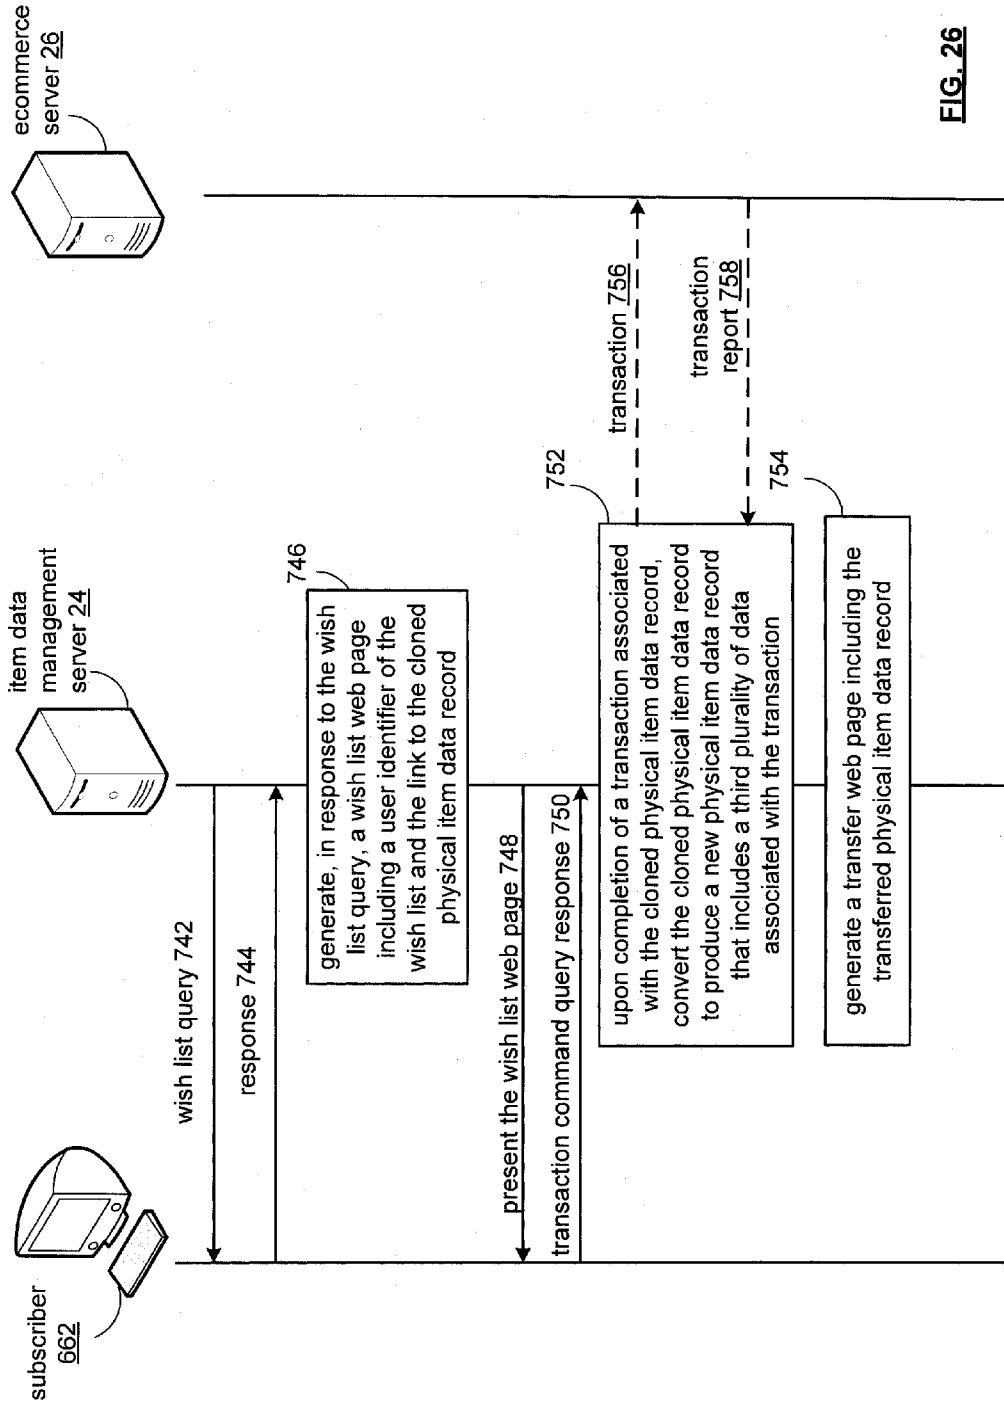 subscriber
662
item data
management
server 24
ecommerce
server 26
wish list query 742
response 744
746
generate, in response to the wish
list query, a wish list web page
including a user identifier of the
wish list and the link to the cloned
physical item data record
present the wish list web page 748
transaction command query response 750
752
upon completion of a transaction associated
with the cloned physical item data record,
convert the cloned physical item data record
to produce a new physical item data record
that includes a third plurality of data
associated with the transaction
transaction 756
transaction
report 758
754
generate a transfer web page including the
transferred physical item data record
FIG. 26